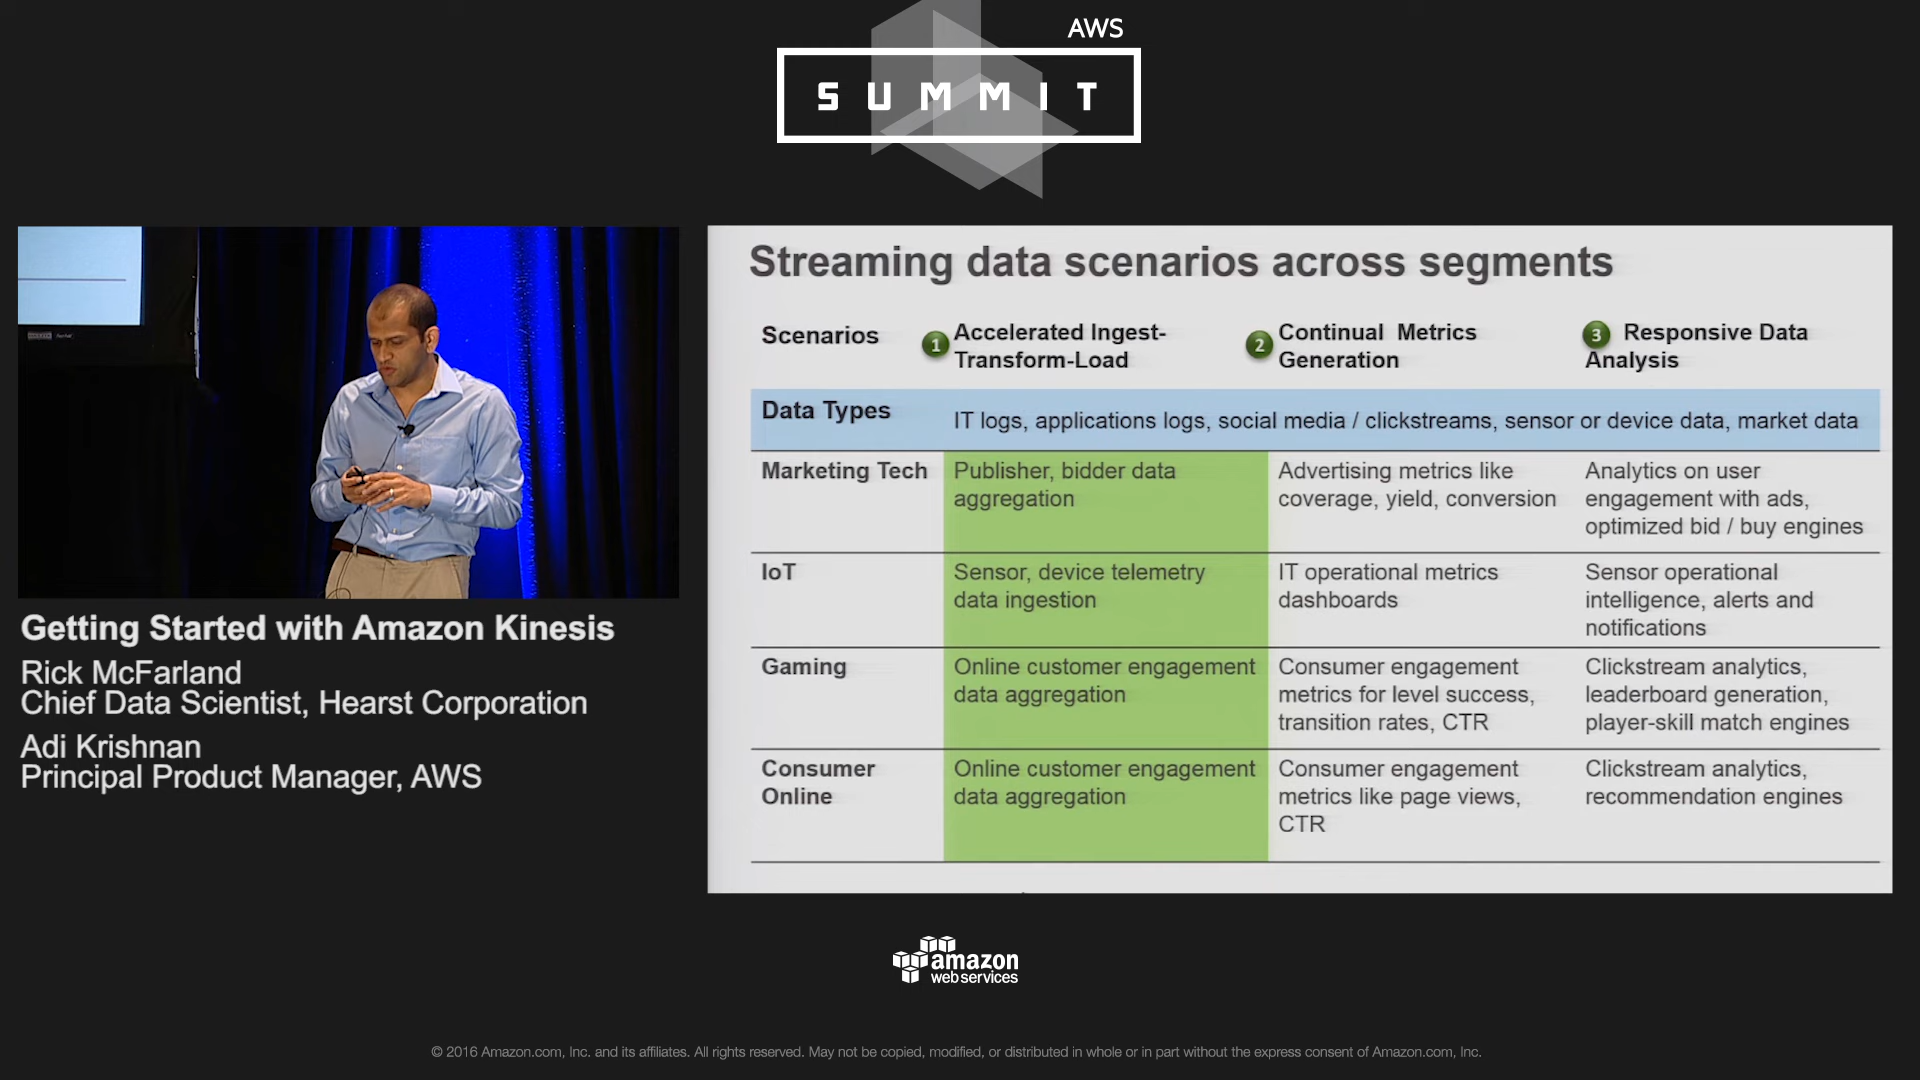 AWS
SUMMIT
Streaming data scenarios across segments
Scenarios
1 Accelerated Ingest-
Transform-Load
2 Continual Metrics
Generation
3 Responsive Data
Analysis
Data Types
IT logs, applications logs, social media / clickstreams, sensor or device data, market data
Marketing Tech
Publisher, bidder data
aggregation
Advertising metrics like
coverage, yield, conversion
Analytics on user
engagement with ads,
optimized bid / buy engines
IoT
Sensor, device telemetry
data ingestion
IT operational metrics
dashboards
Sensor operational
intelligence, alerts and
notifications
Gaming
Online customer engagement
data aggregation
Consumer engagement
metrics for level success,
transition rates, CTR
Clickstream analytics,
leaderboard generation,
player-skill match engines
Consumer
Online
Online customer engagement
data aggregation
Consumer engagement
metrics like page views,
CTR
Clickstream analytics,
recommendation engines
Getting Started with Amazon Kinesis
Rick McFarland
Chief Data Scientist, Hearst Corporation
Adi Krishnan
Principal Product Manager, AWS
amazon
web services
© 2016 Amazon.com, Inc. and its affiliates. All rights reserved. May not be copied, modified, or distributed in whole or in part without the express consent of Amazon.com, Inc.